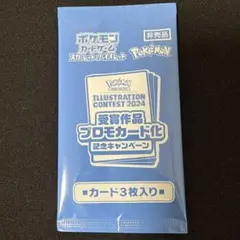 ポケモン
カードゲーム
スカーレット&バイオレット
非売品
Pokémon
ILLUSTRATION
CONTEST 2024
受賞作品
プロモカード化
記念キャンペーン
カード3枚入り